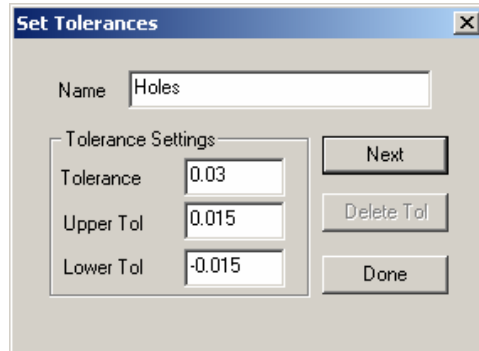 Set Tolerances
Name Holes
Tolerance Settings
Tolerance 0.03
Upper Tol 0.015
Lower Tol -0.015
Next
Delete Tol
Done